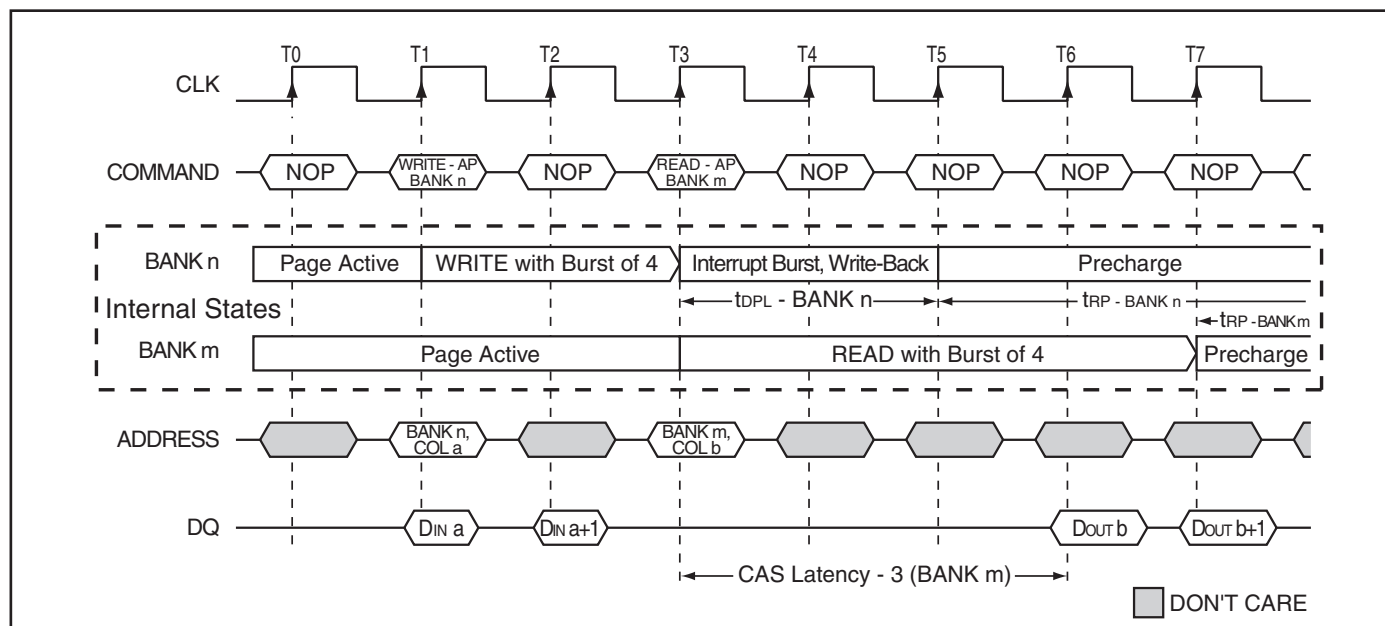 T0 T1 T2 T3 T4 T5 T6 T7
CLK
COMMAND NOP WRITE - AP BANK n NOP READ - AP BANK m NOP NOP NOP NOP
BANK n Page Active WRITE with Burst of 4 Interrupt Burst, Write-Back Precharge
tDPL - BANK n tRP - BANK n
Internal States
tRP - BANK m
BANK m Page Active READ with Burst of 4 Precharge
ADDRESS BANK n, COL a BANK m, COL b
DQ DIN a DIN a+1 DOUT b DOUT b+1
CAS Latency - 3 (BANK m)
DON'T CARE